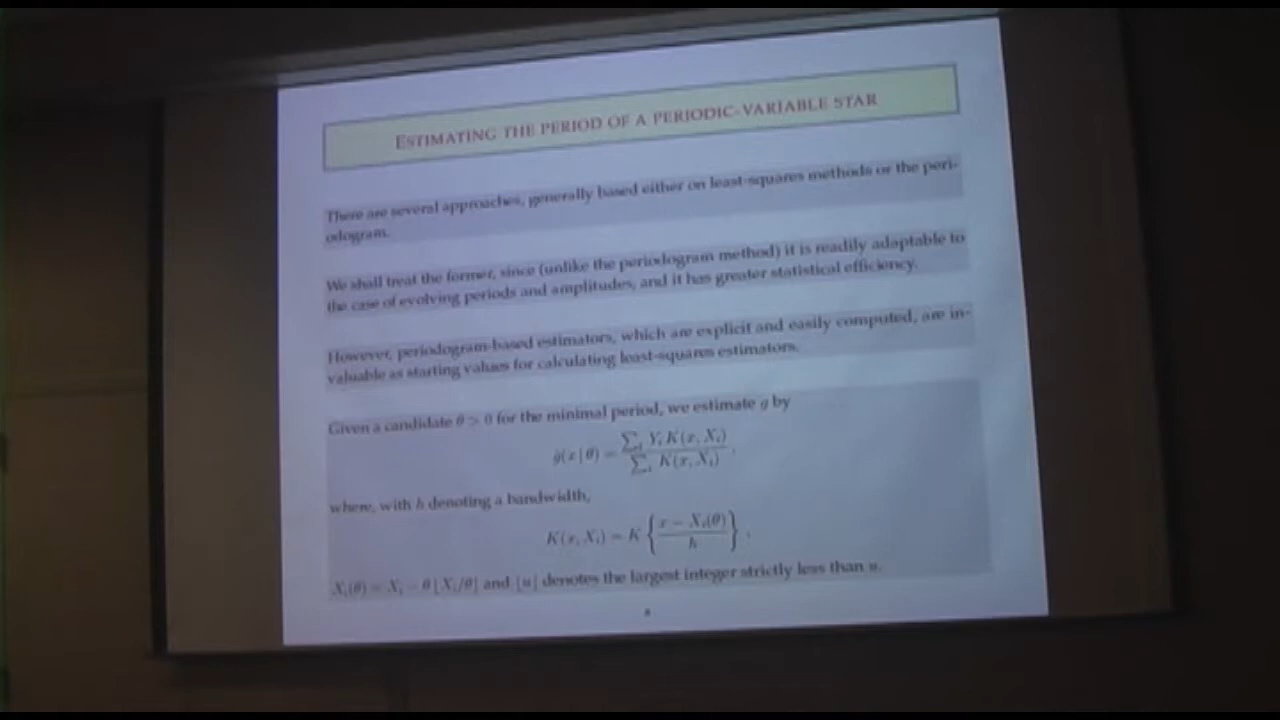 ESTIMATING THE PERIOD OF A PERIODIC-VARIABLE STAR
There are several approaches, generally based either on least-squares methods or the peri-
odogram.
We shall treat the former, since (unlike the periodogram method) it is readily adaptable to
the case of evolving periods and amplitudes, and it has greater statistical efficiency.
However, periodogram-based estimators, which are explicit and easily computed, are in-
valuable as starting values for calculating least-squares estimators.
Given a candidate θ > 0 for the minimal period, we estimate g by
ĝ(x | θ) = ∑ᵢ Yᵢ K(x, Xᵢ) / ∑ᵢ K(x, Xᵢ) ,
where, with h denoting a bandwidth,
K(x, Xᵢ) = K { x − Xᵢ(θ) / h } ,
Xᵢ(θ) = Xᵢ − θ ⌊Xᵢ/θ⌋ and ⌊u⌋ denotes the largest integer strictly less than u.